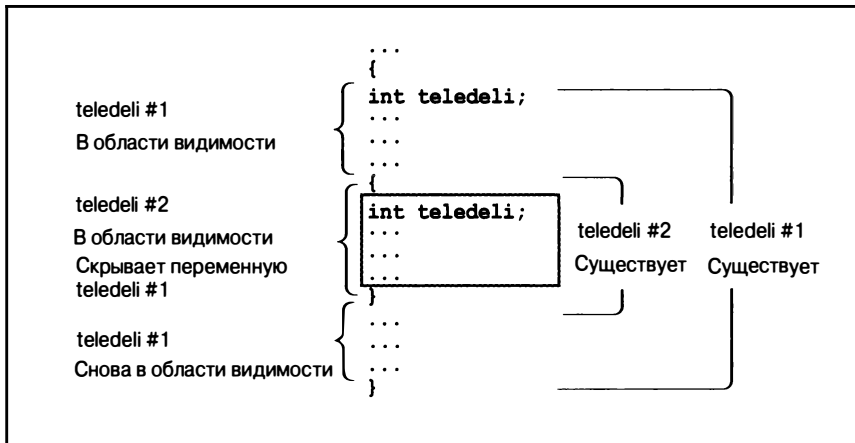 ...
{
teledeli #1
В области видимости
int teledeli;
...
...
...
{
teledeli #2
В области видимости
Скрывает переменную
teledeli #1
int teledeli;
...
...
...
}
teledeli #2
Существует
teledeli #1
Существует
teledeli #1
Снова в области видимости
...
...
...
}